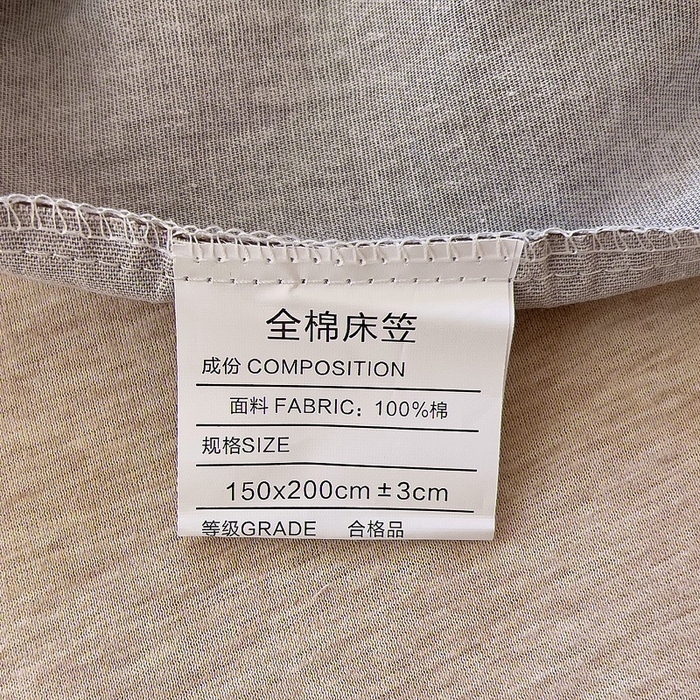 全棉床笠
成份 COMPOSITION
面料 FABRIC：100%棉
规格SIZE
150x200cm ±3cm
等级GRADE 合格品